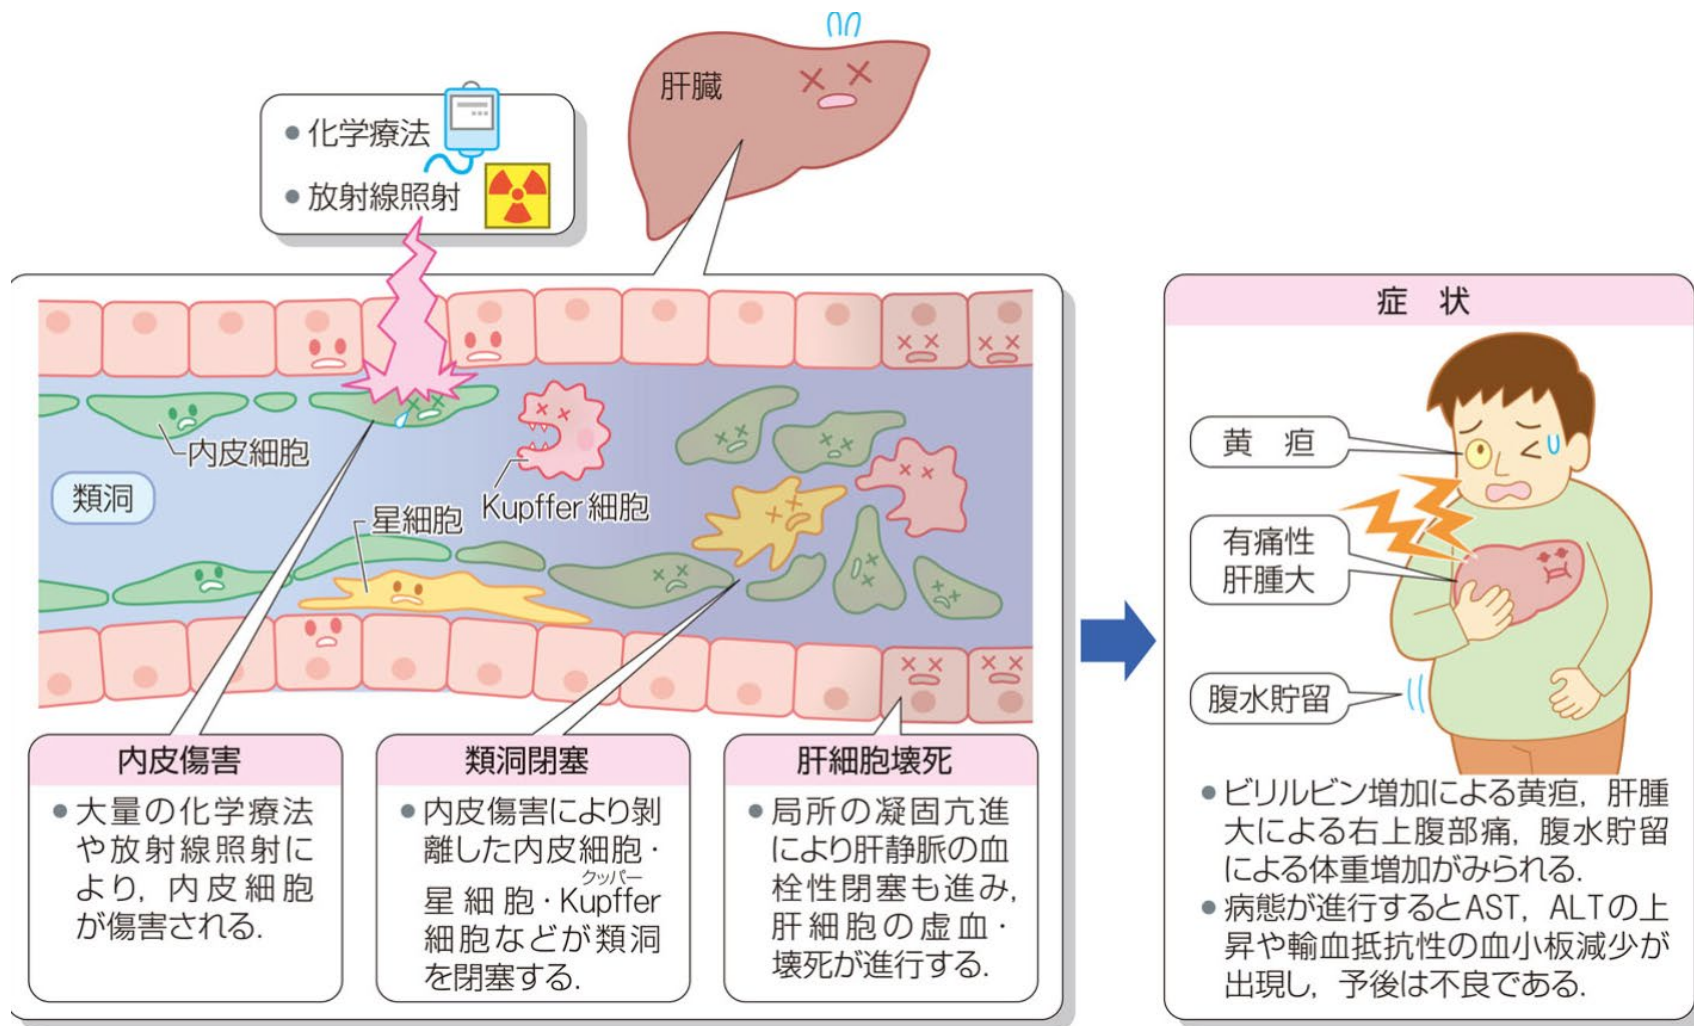 肝臓
● 化学療法
● 放射線照射
内皮細胞
類洞
Kupffer 細胞
星細胞
内皮傷害
● 大量の化学療法
や放射線照射に
より，内皮細胞
が傷害される.
類洞閉塞
● 内皮傷害により剝
離した内皮細胞・
クッパー
星細胞・Kupffer
細胞などが類洞
を閉塞する.
肝細胞壊死
● 局所の凝固亢進
により肝静脈の血
栓性閉塞も進み,
肝細胞の虚血・
壊死が進行する.
症　状
黄　疸
有痛性
肝腫大
腹水貯留
● ビリルビン増加による黄疸，肝腫
大による右上腹部痛，腹水貯留
による体重増加がみられる.
● 病態が進行するとAST，ALTの上
昇や輸血抵抗性の血小板減少が
出現し，予後は不良である.